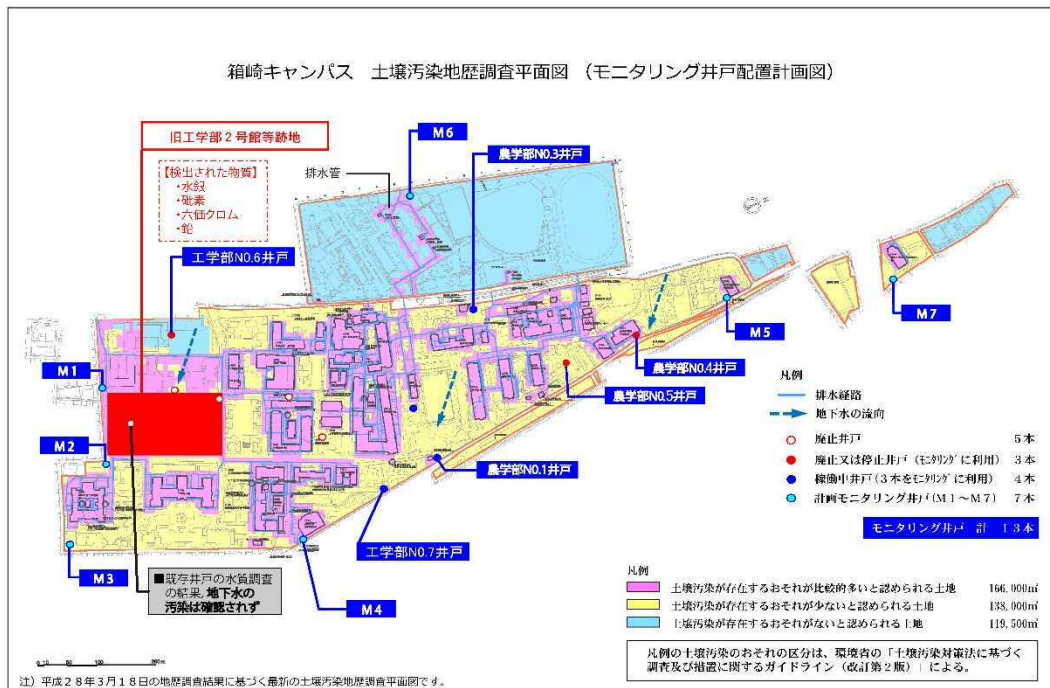 箱崎キャンパス 土壌汚染地歴調査平面図 (モニタリング井戸配置計画図)
旧工学部2号館等跡地
【検出された物質】
・水銀
・砒素
・六価クロム
・鉛
排水管
M6
農学部N0.3井戸
工学部N0.6井戸
M1
M2
M3
M4
M5
M7
農学部N0.4井戸
農学部N0.5井戸
農学部N0.1井戸
工学部N0.7井戸
■既存井戸の水質調査
の結果、地下水の
汚染は確認されず
凡例
排水経路
地下水の流向
廃止井戸 5本
廃止又は停止井戸 (モニタリングに利用) 3本
稼働中井戸(3本をモニタリングに利用) 4本
計画モニタリング井戸(M1~M7) 7本
モニタリング井戸 計 13本
凡例
土壌汚染が存在するおそれが比較的多いと認められる土地 166,000㎡
土壌汚染が存在するおそれが少ないと認められる土地 138,000㎡
土壌汚染が存在するおそれがないと認められる土地 119,500㎡
凡例の土壌汚染のおそれの区分は、環境省の「土壌汚染対策法に基づく
調査及び措置に関するガイドライン(改訂第2版)」による。
0 10 50 100 200m
注)平成28年3月18日の地歴調査結果に基づく最新の土壌汚染地歴調査平面図です。